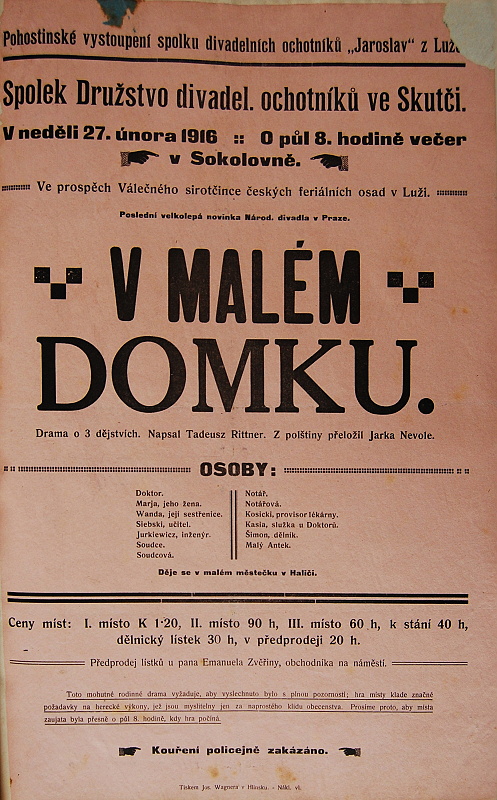 Pohostinské vystoupení spolku divadelních ochotníků „Jaroslav" z Luže
Spolek Družstvo divadel. ochotníků ve Skutči.
V neděli 27. února 1916 :: O půl 8. hodině večer
v Sokolovně.
Ve prospěch Válečného sirotčince českých feriálních osad v Luži.
Poslední velkolepá novinka Národ. divadla v Praze.
V MALÉM
DOMKU.
Drama o 3 dějstvích. Napsal Tadeusz Rittner. Z polštiny přeložil Jarka Nevole.
OSOBY:
Doktor.
Marja, jeho žena.
Wanda, její sestřenice.
Siebski, učitel.
Jurkiewicz, inženýr.
Soudce.
Soudcová.
Notář.
Notářová.
Kosicki, provisor lékárny.
Kasia, služka u Doktorů.
Šimon, dělník.
Malý Antek.
Děje se v malém městečku v Haliči.
Ceny míst: I. místo K 1·20, II. místo 90 h, III. místo 60 h, k stání 40 h,
dělnický lístek 30 h, v předprodeji 20 h.
Předprodej lístků u pana Emanuela Zvěřiny, obchodníka na náměstí.
Toto mohutné rodinné drama vyžaduje, aby vyslechnuto bylo s plnou pozorností; hra místy klade značné
požadavky na herecké výkony, jež jsou myslitelny jen za naprostého klidu obecenstva. Prosíme proto, aby místa
zaujata byla přesně o půl 8. hodině, kdy hra počíná.
Kouření policejně zakázáno.
Tiskem Jos. Wagnera v Hlinsku. - Nákl. vl.